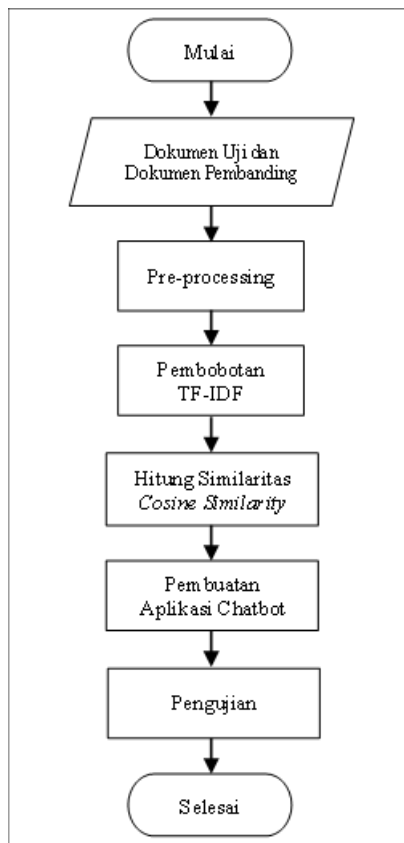 Mulai
Dokumen Uji dan
Dokumen Pembanding
Pre-processing
Pembobotan
TF-IDF
Hitung Similaritas
Cosine Similarity
Pembuatan
Aplikasi Chatbot
Pengujian
Selesai